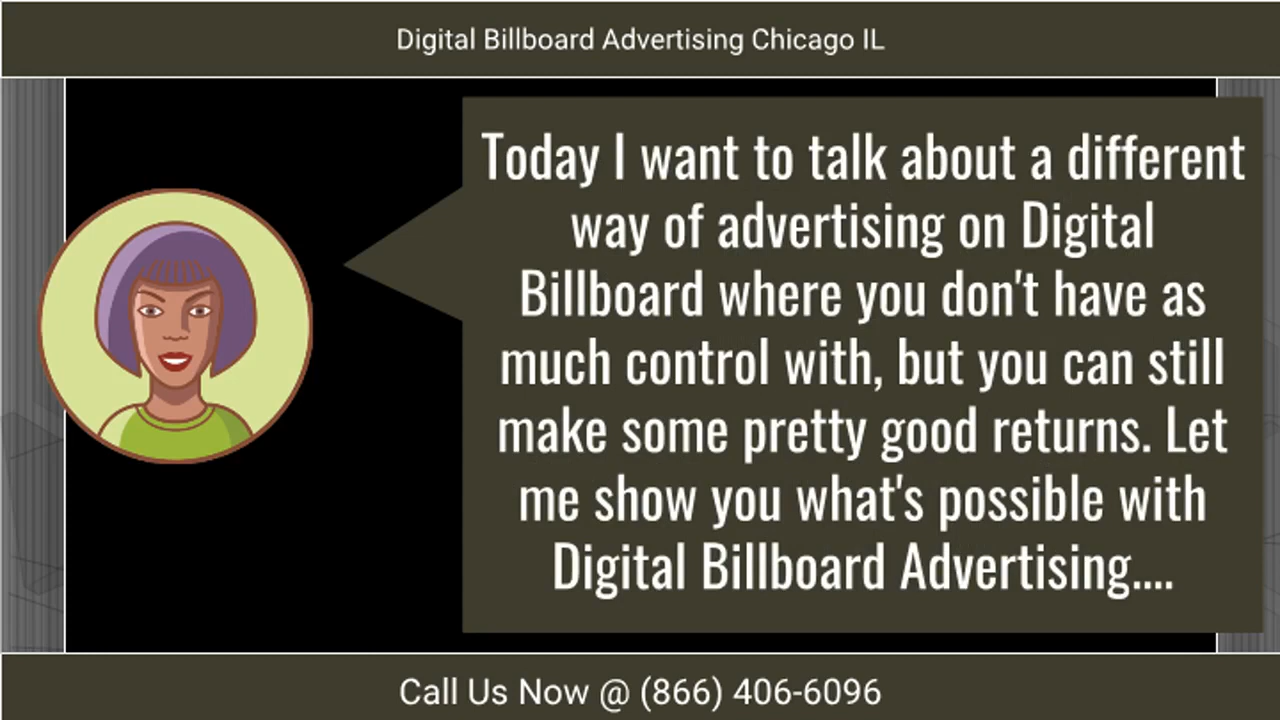 Digital Billboard Advertising Chicago IL
Today I want to talk about a different
way of advertising on Digital
Billboard where you don't have as
much control with, but you can still
make some pretty good returns. Let
me show you what's possible with
Digital Billboard Advertising....
Call Us Now @ (866) 406-6096